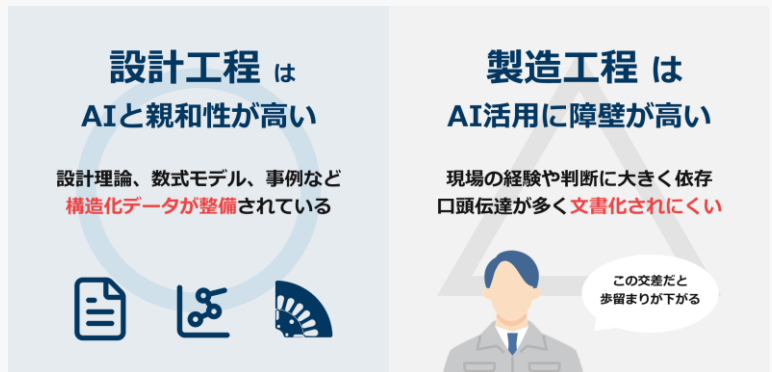 設計工程 は
AIと親和性が高い
設計理論、数式モデル、事例など
構造化データが整備されている
製造工程 は
AI活用に障壁が高い
現場の経験や判断に大きく依存
口頭伝達が多く文書化されにくい
この交差だと
歩留まりが下がる